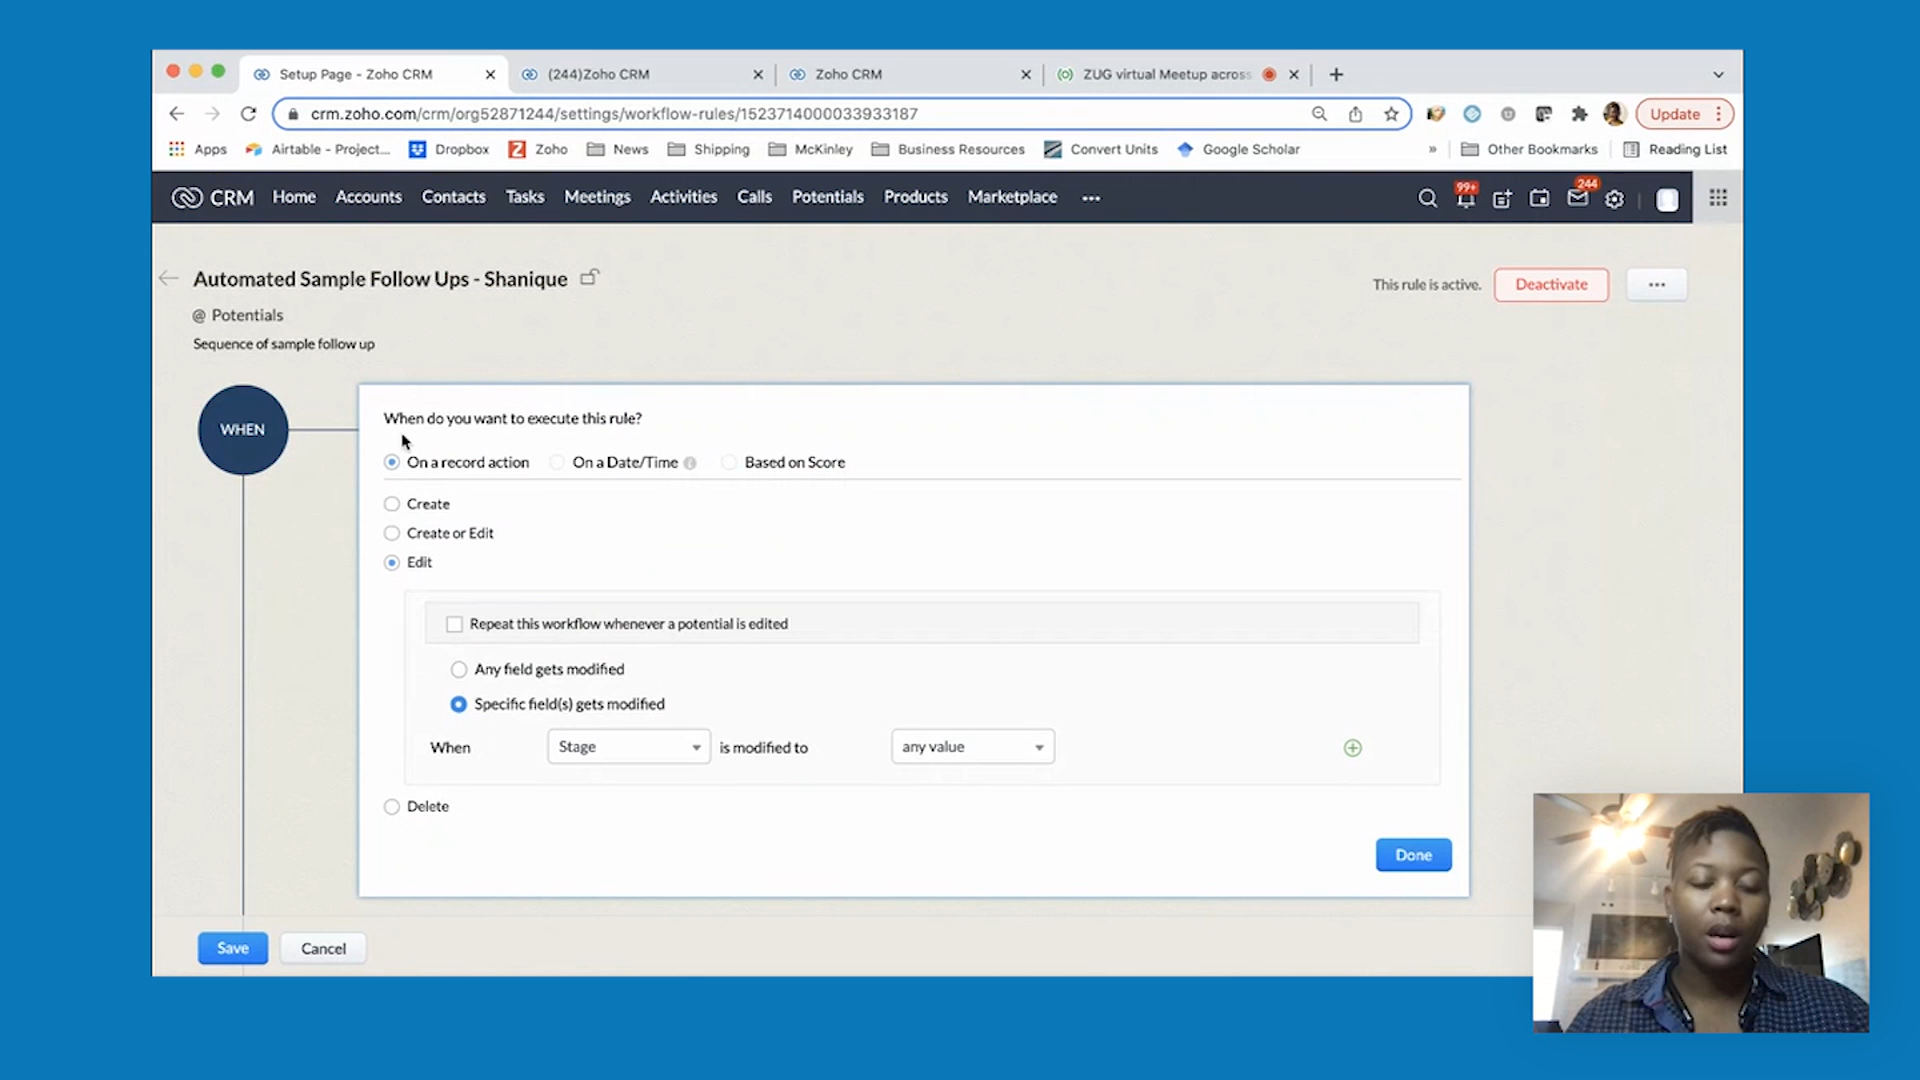 Setup Page - Zoho CRM
(244)Zoho CRM
Zoho CRM
ZUG virtual Meetup across
crm.zoho.com/crm/org52871244/settings/workflow-rules/1523714000033933187
Update
Apps
Airtable - Project...
Dropbox
Zoho
News
Shipping
McKinley
Business Resources
Convert Units
Google Scholar
»
Other Bookmarks
Reading List
CRM
Home
Accounts
Contacts
Tasks
Meetings
Activities
Calls
Potentials
Products
Marketplace
...
99+
244
Automated Sample Follow Ups - Shanique
This rule is active.
Deactivate
...
@ Potentials
Sequence of sample follow up
WHEN
When do you want to execute this rule?
On a record action
On a Date/Time
Based on Score
Create
Create or Edit
Edit
Repeat this workflow whenever a potential is edited
Any field gets modified
Specific field(s) gets modified
When
Stage
is modified to
any value
Delete
Done
Save
Cancel